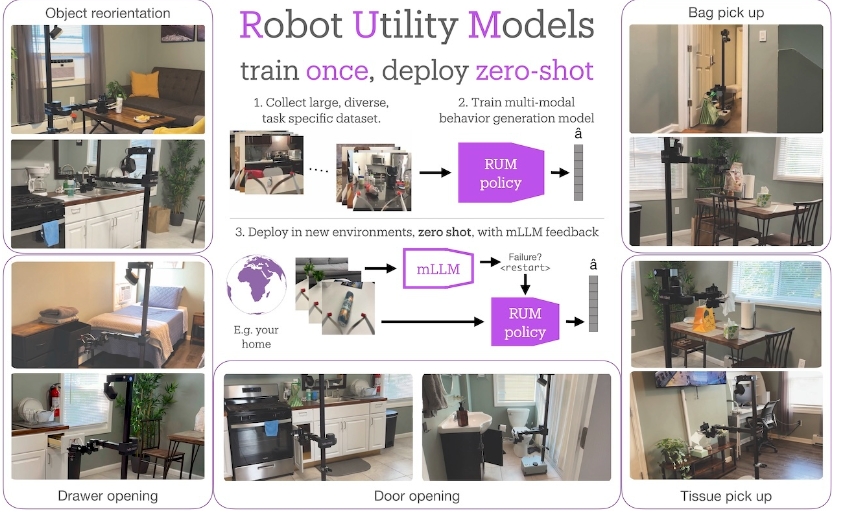 Object reorientation
Robot Utility Models
train once, deploy zero-shot
1. Collect large, diverse,
task specific dataset.
2. Train multi-modal
behavior generation model
RUM
policy
â
3. Deploy in new environments, zero shot, with mLLM feedback
mLLM
Failure?
<restart>
â
RUM
policy
E.g. your
home
Bag pick up
Drawer opening
Door opening
Tissue pick up